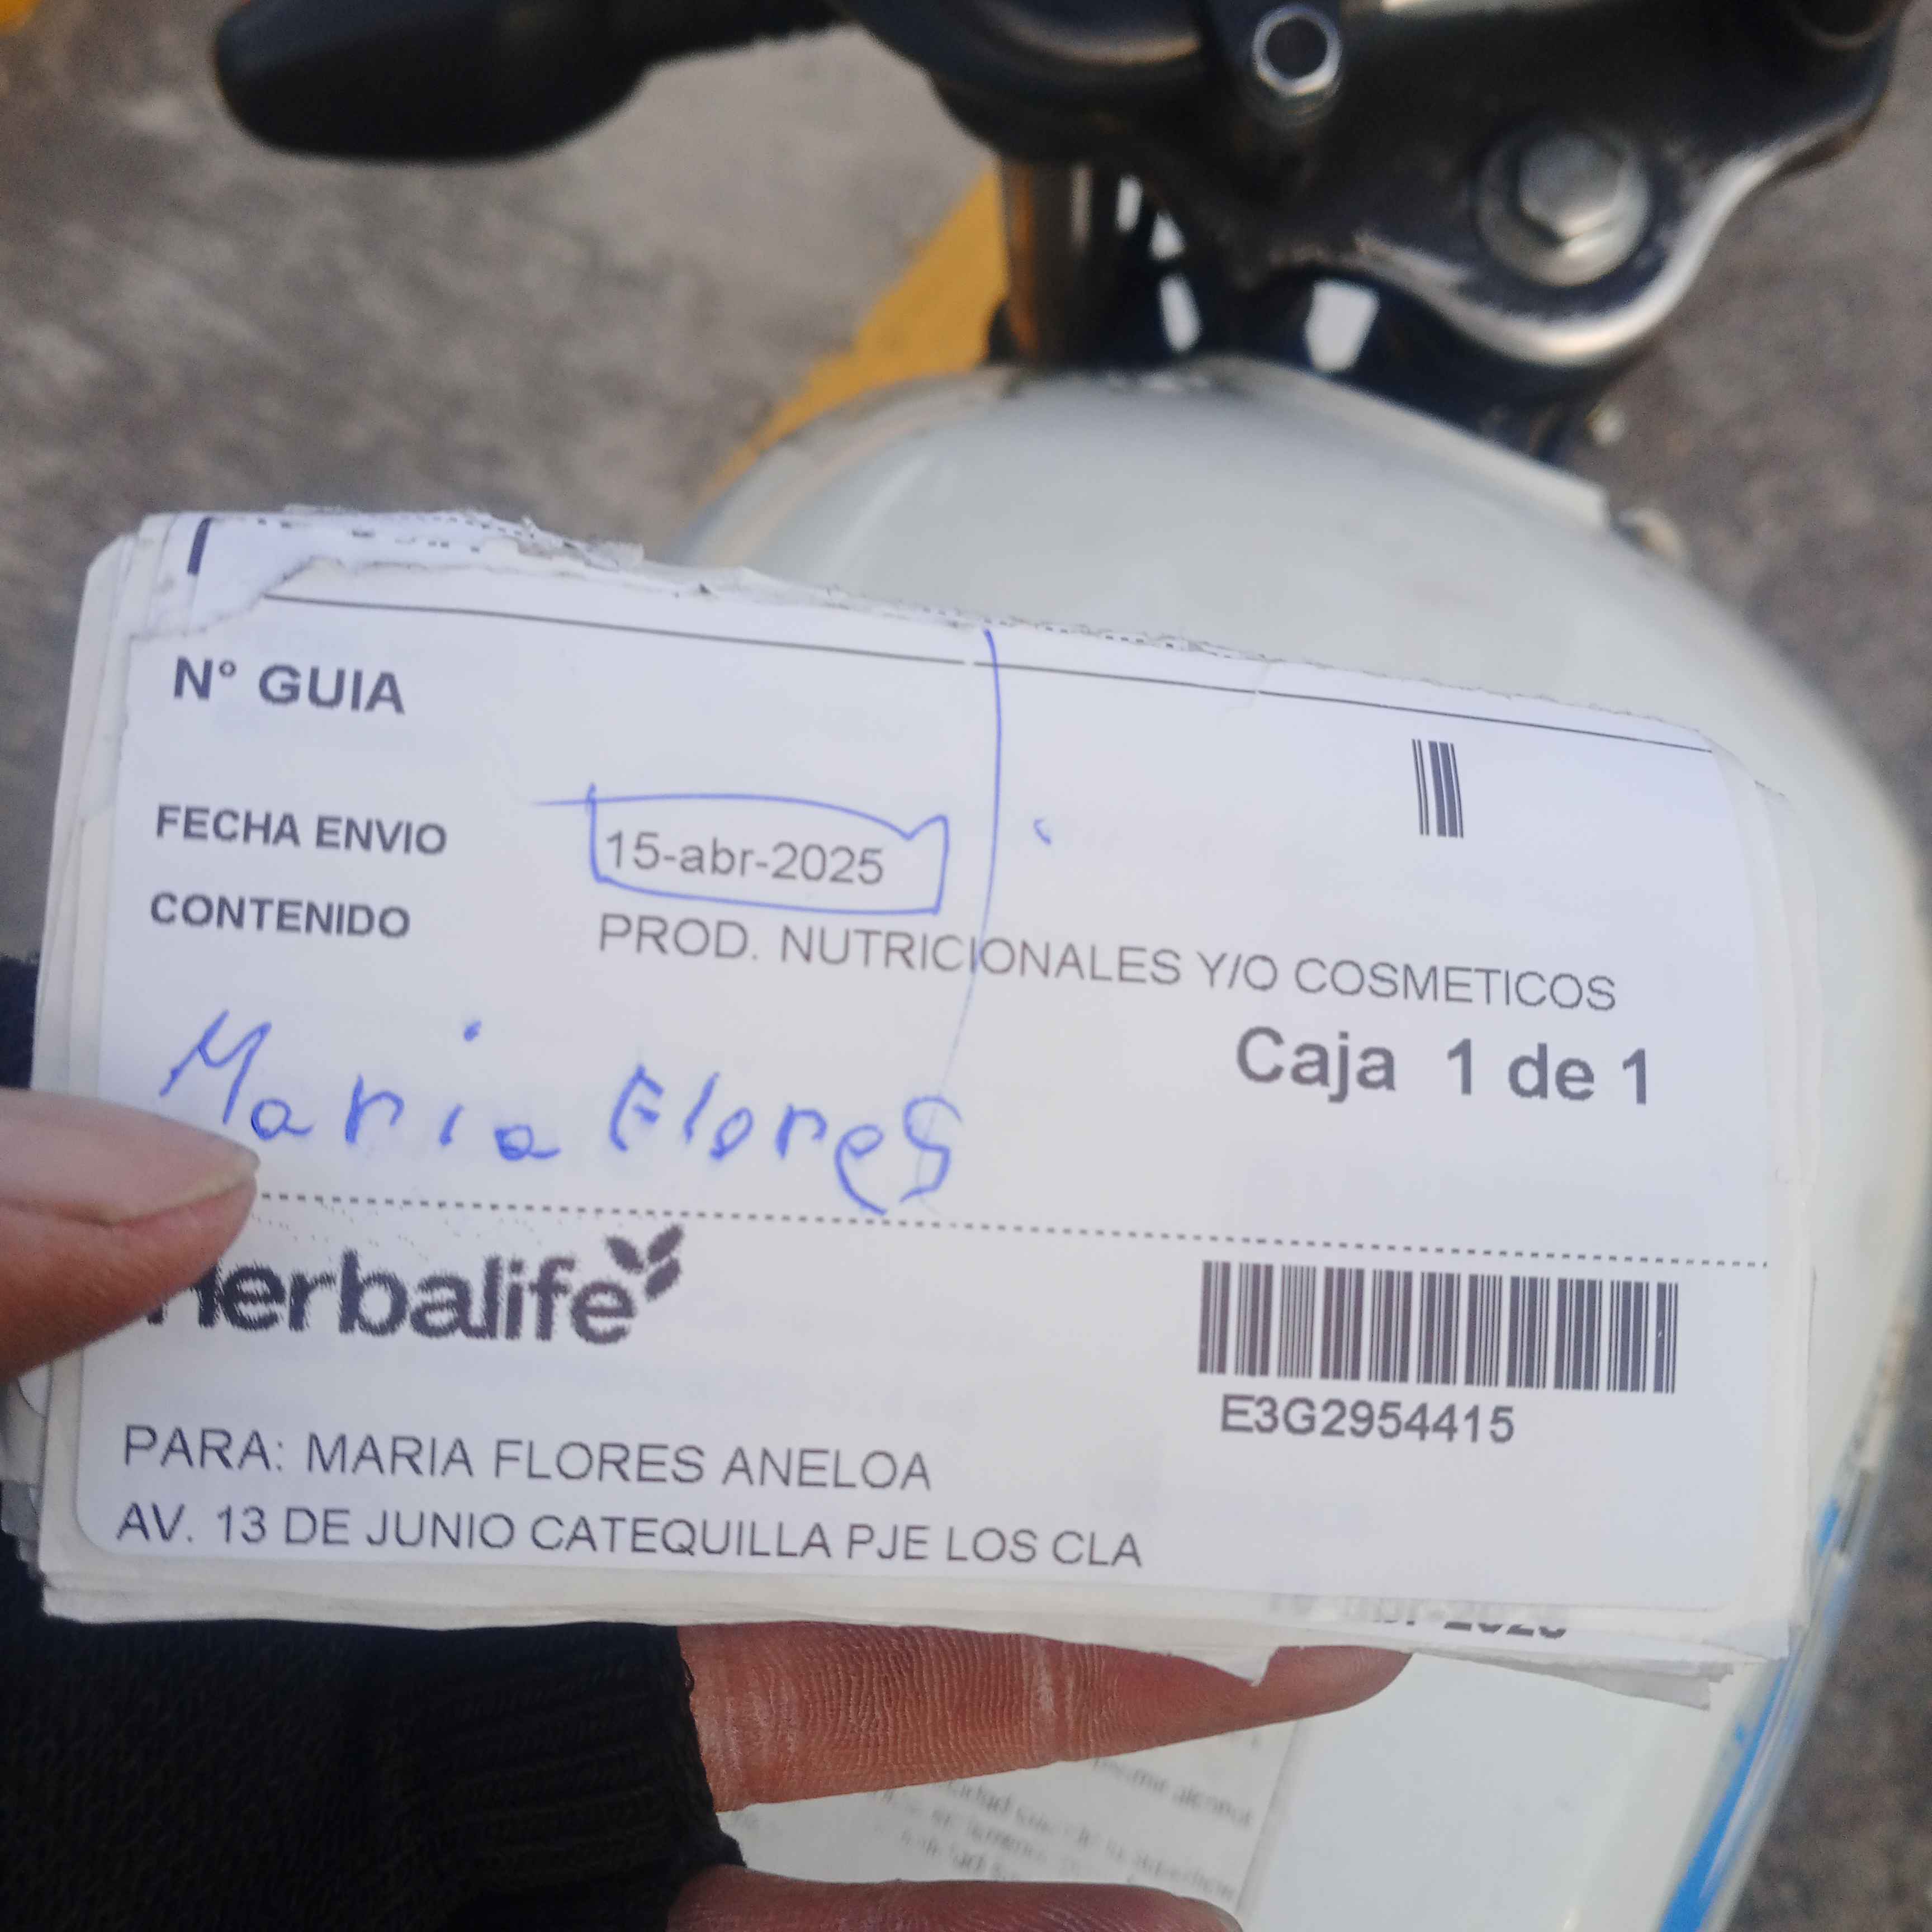 N° GUIA
FECHA ENVIO 15-abr-2025
CONTENIDO PROD. NUTRICIONALES Y/O COSMETICOS
Caja 1 de 1
Maria Flores
Herbalife
E3G2954415
PARA: MARIA FLORES ANELOA
AV. 13 DE JUNIO CATEQUILLA PJE LOS CLA